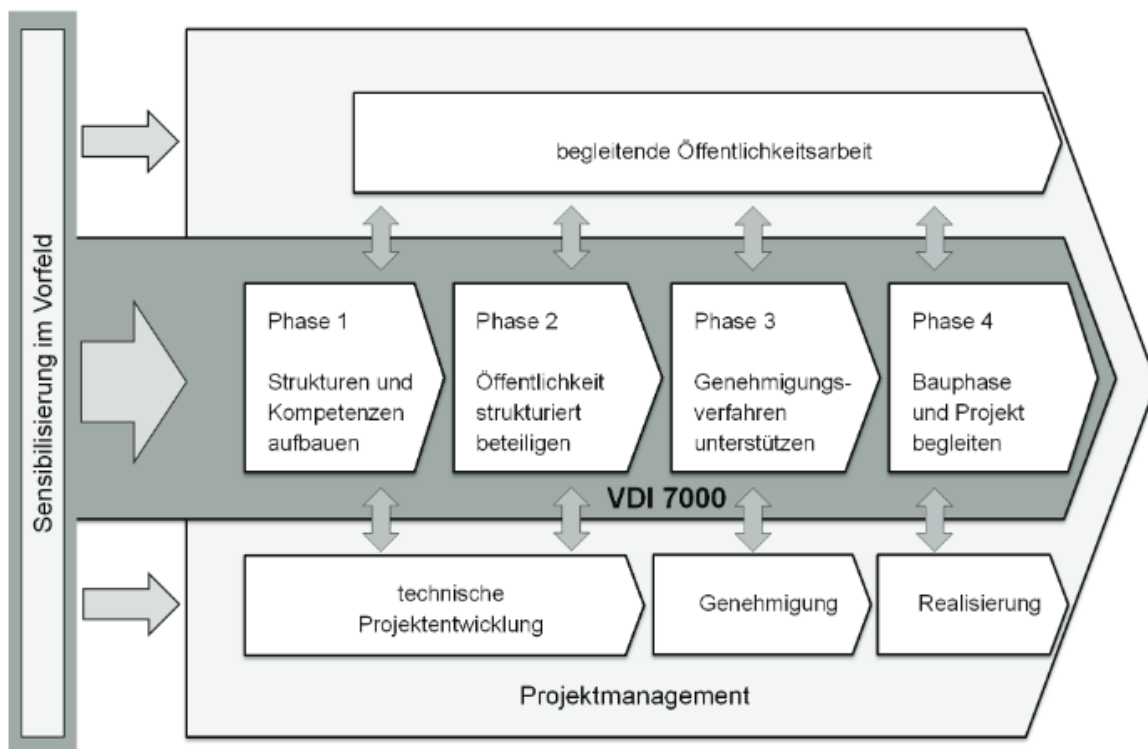 Sensibilisierung im Vorfeld
begleitende Öffentlichkeitsarbeit
Phase 1
Strukturen und
Kompetenzen
aufbauen
Phase 2
Öffentlichkeit
strukturiert
beteiligen
Phase 3
Genehmigungs-
verfahren
unterstützen
Phase 4
Bauphase
und Projekt
begleiten
VDI 7000
technische
Projektentwicklung
Genehmigung
Realisierung
Projektmanagement